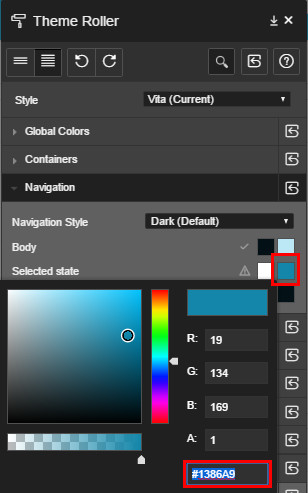 Theme Roller
Style
Vita (Current)
Global Colors
Containers
Navigation
Navigation Style
Dark (Default)
Body
Selected state
R:
19
G:
134
B:
169
A:
1
#1386A9